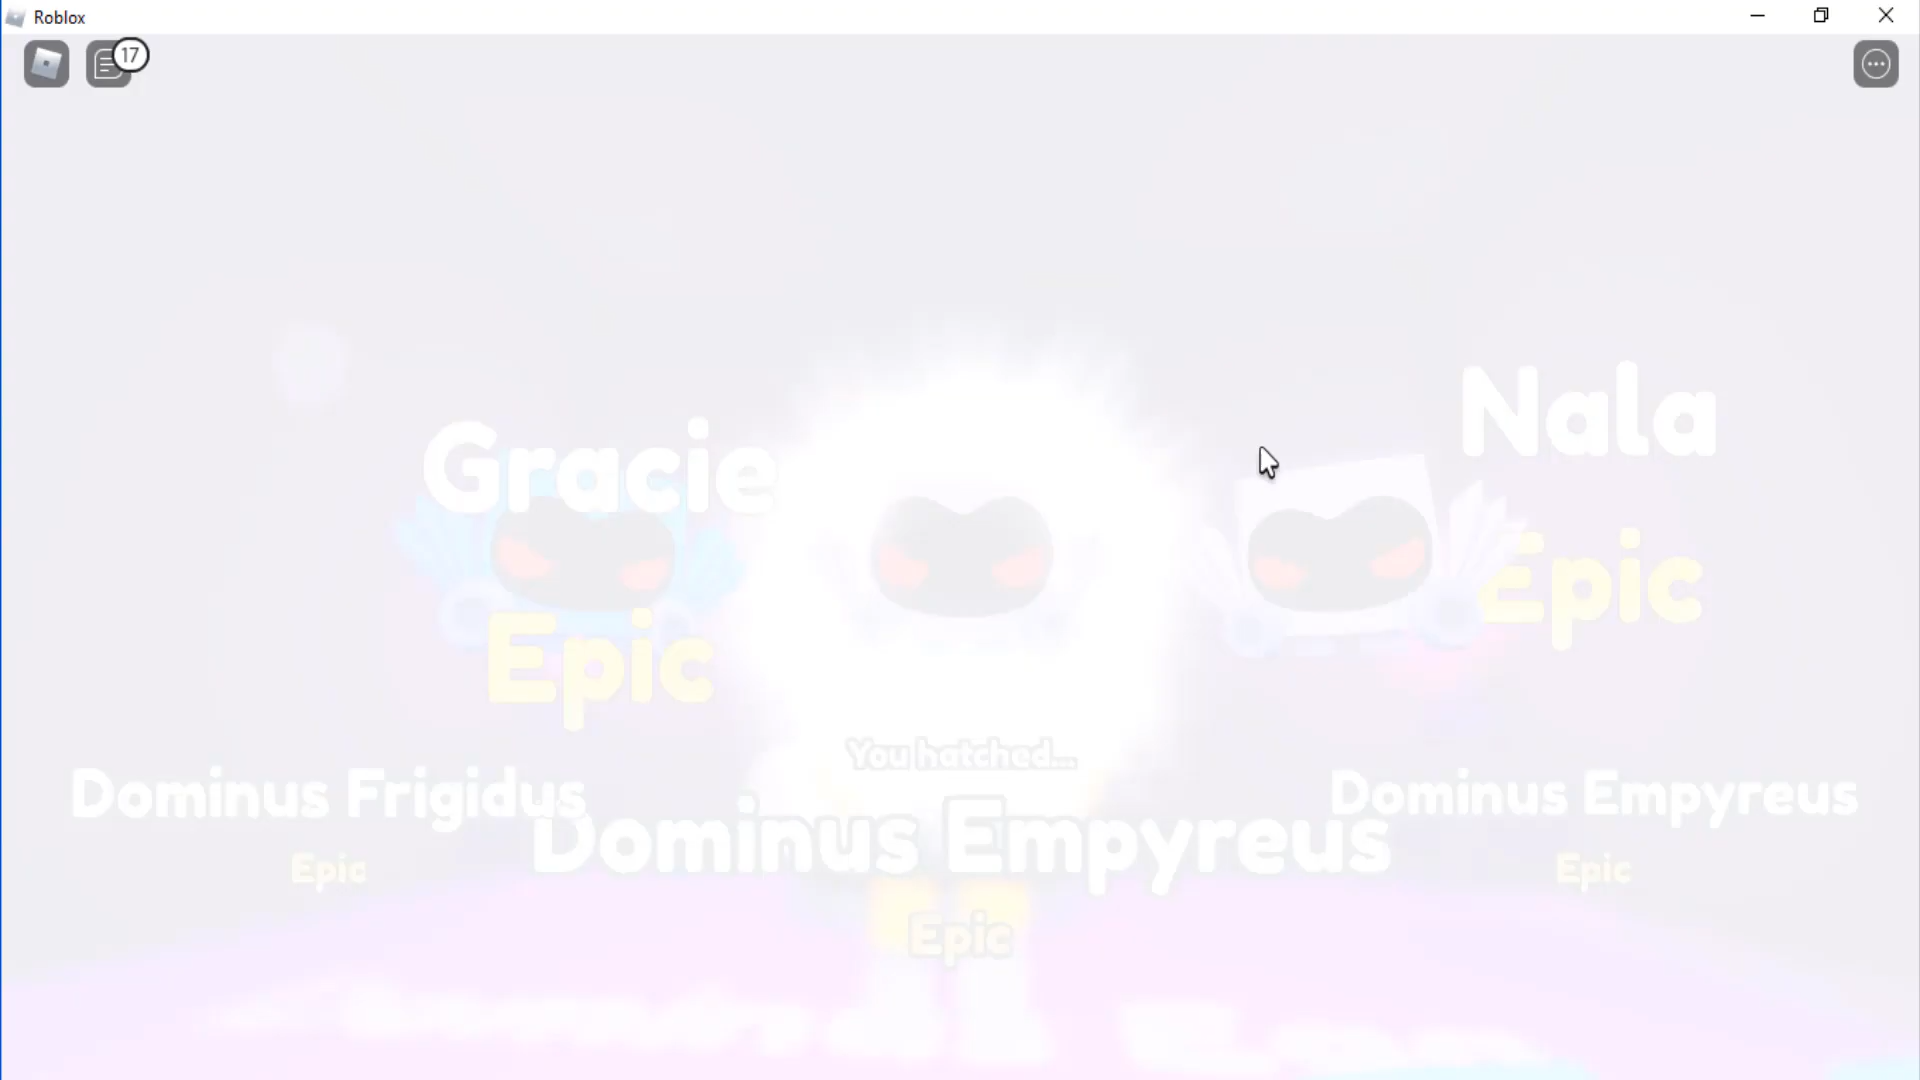 Roblox
17
Nala
Gracie
Epic
Epic
You hatched...
Dominus Frigidus
Dominus Empyreus
Dominus Empyreus
Epic
Epic
Epic